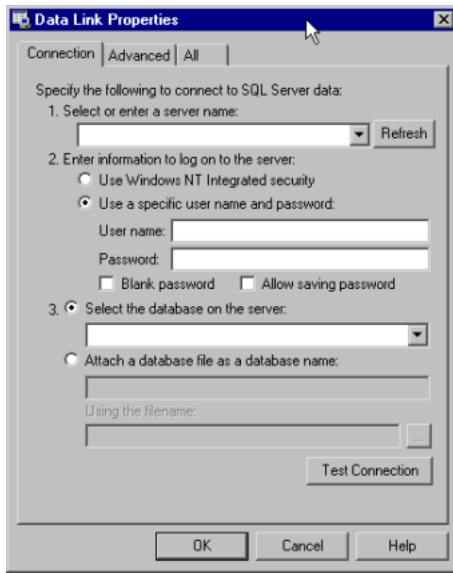 Data Link Properties
Connection Advanced All
Specify the following to connect to SQL Server data:
1. Select or enter a server name:
Refresh
2. Enter information to log on to the server:
Use Windows NT Integrated security
Use a specific user name and password:
User name:
Password:
Blank password Allow saving password
3. Select the database on the server:
Attach a database file as a database name:
Using the filename:
...
Test Connection
OK Cancel Help